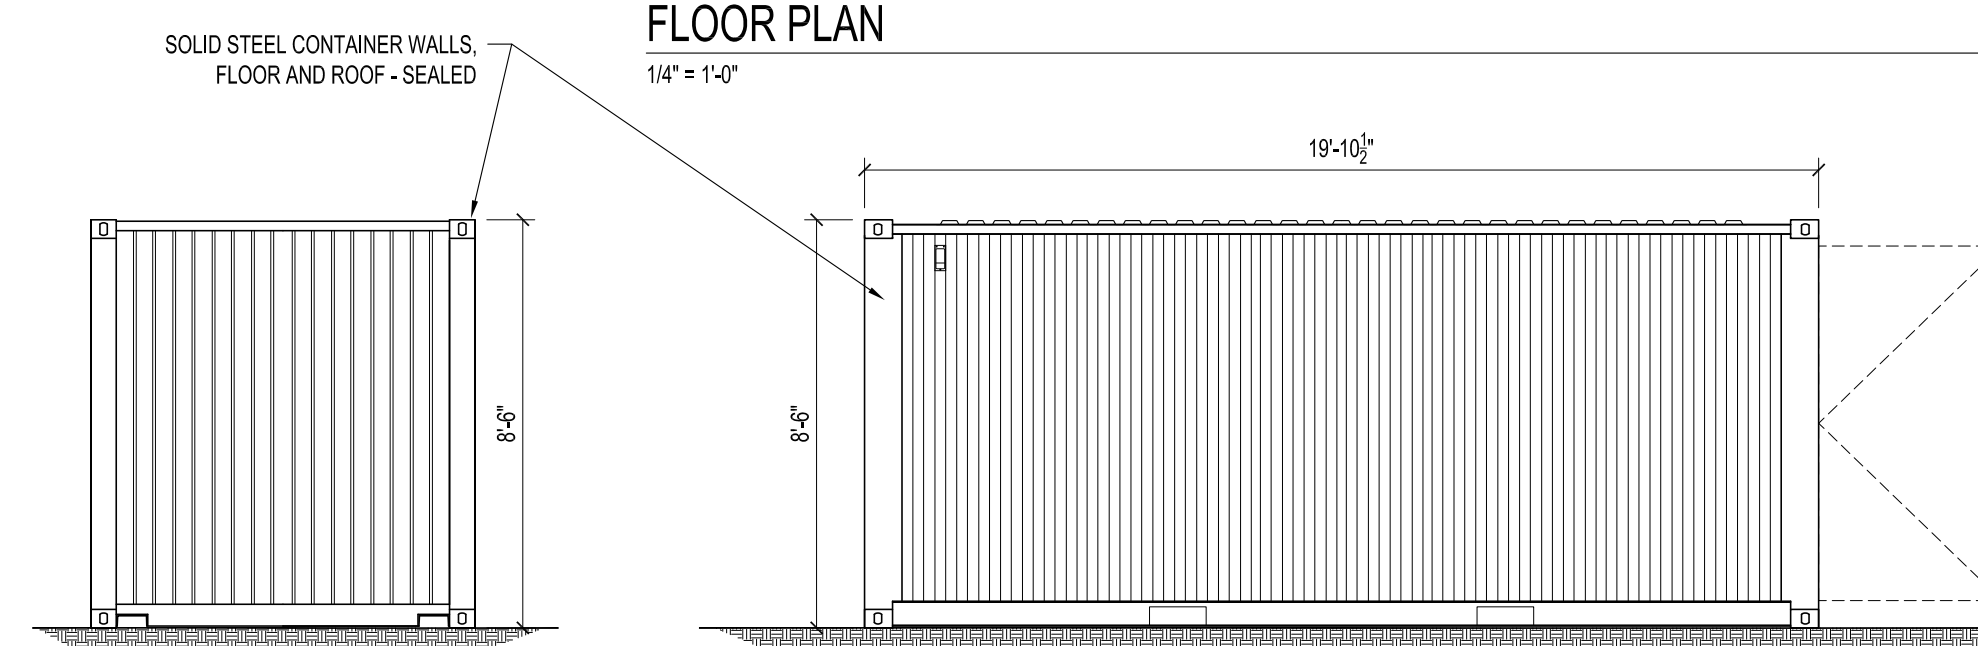 FLOOR PLAN
1/4" = 1'-0"
SOLID STEEL CONTAINER WALLS,
FLOOR AND ROOF - SEALED
19'-10½"
8'-6"
8'-6"